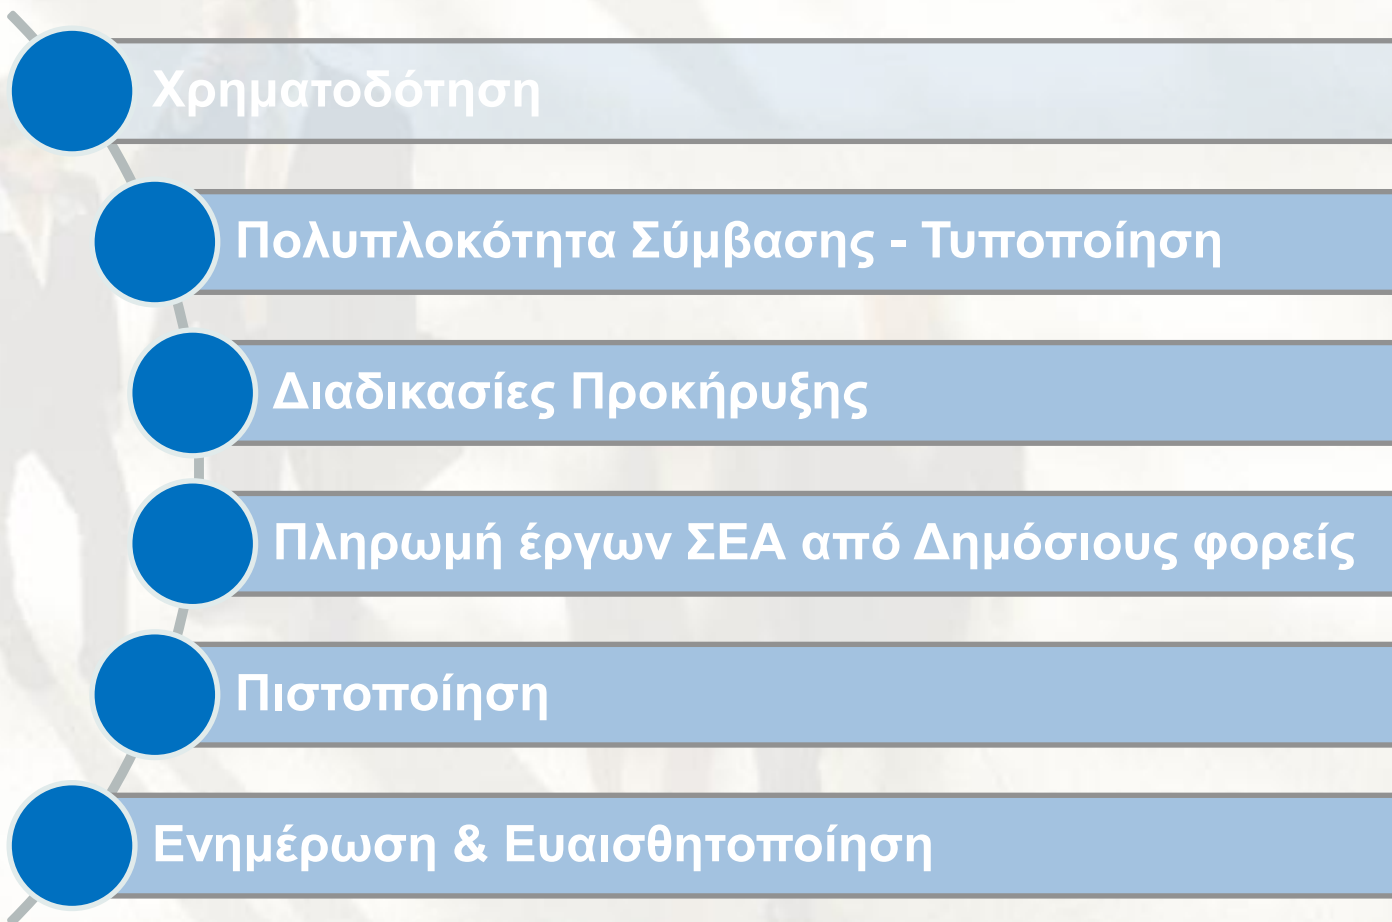 Χρηματοδότηση
Πολυπλοκότητα Σύμβασης - Τυποποίηση
Διαδικασίες Προκήρυξης
Πληρωμή έργων ΣΕΑ από Δημόσιους φορείς
Πιστοποίηση
Ενημέρωση & Ευαισθητοποίηση